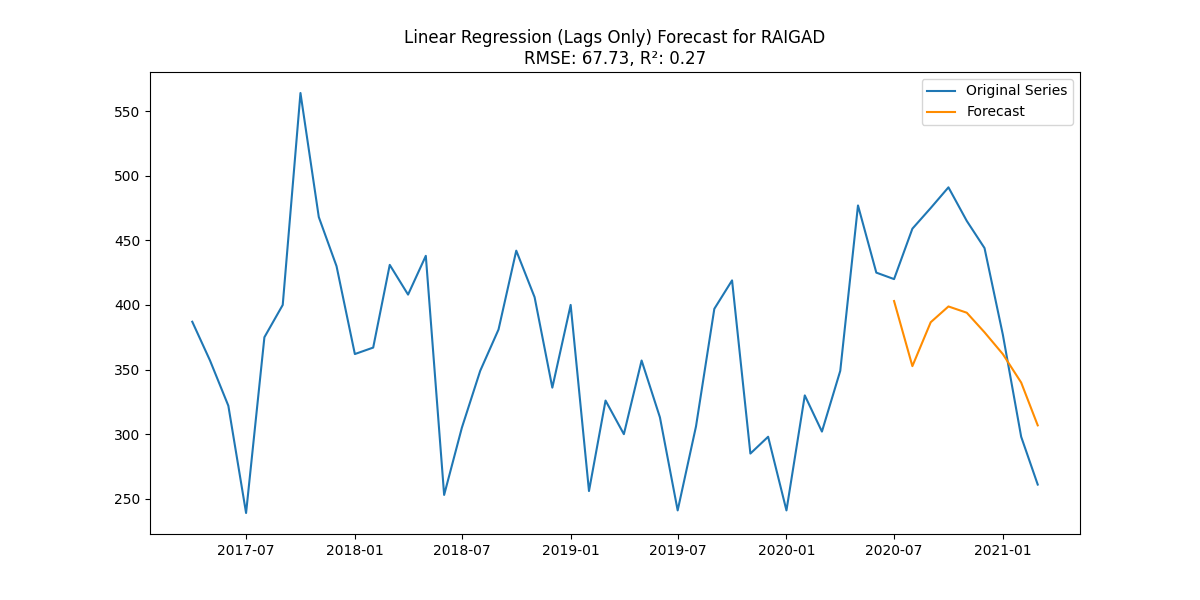 Linear Regression (Lags Only) Forecast for RAIGAD
RMSE: 67.73, R²: 0.27
Original Series
Forecast
550
500
450
400
350
300
250
2017-07 2018-01 2018-07 2019-01 2019-07 2020-01 2020-07 2021-01